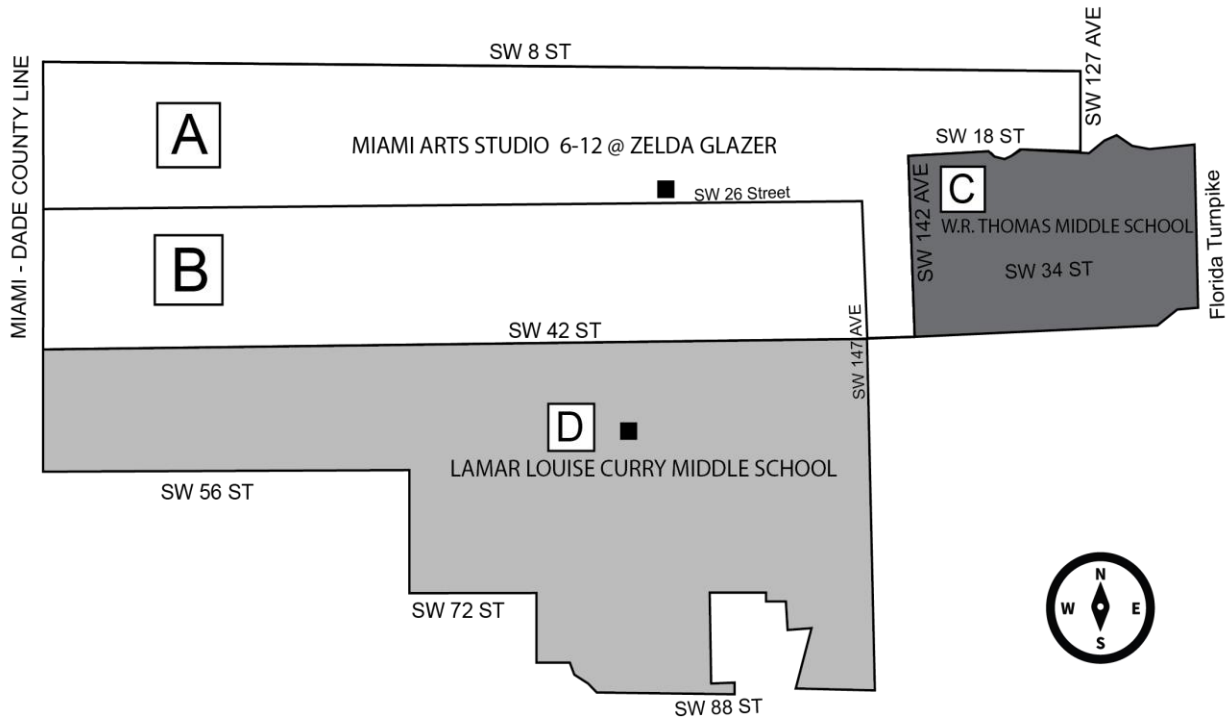 SW 8 ST
SW 127 AVE
MIAMI - DADE COUNTY LINE
A
MIAMI ARTS STUDIO 6-12 @ ZELDA GLAZER
SW 18 ST
SW 26 Street
SW 142 AVE
C
W.R. THOMAS MIDDLE SCHOOL
SW 34 ST
Florida Turnpike
B
SW 42 ST
SW 147 AVE
D
LAMAR LOUISE CURRY MIDDLE SCHOOL
SW 56 ST
SW 72 ST
SW 88 ST
N
W E
S